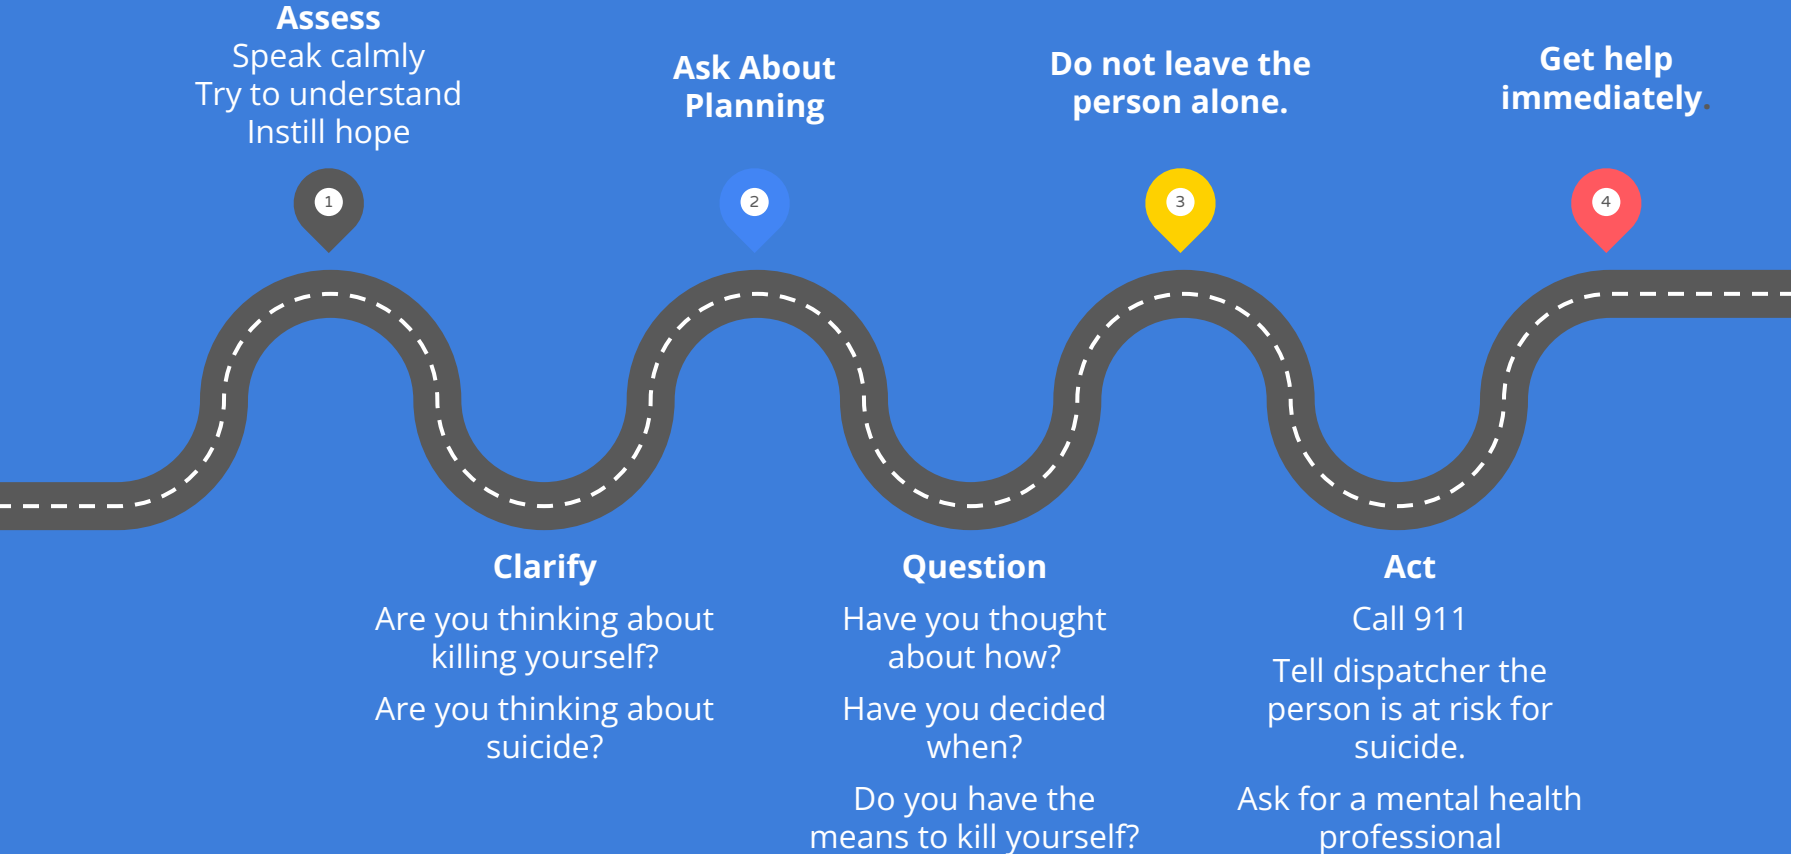 Assess
Speak calmly
Try to understand
Instill hope
Ask About
Planning
Do not leave the
person alone.
Get help
immediately.
1
2
3
4
Clarify
Are you thinking about
killing yourself?
Are you thinking about
suicide?
Question
Have you thought
about how?
Have you decided
when?
Do you have the
means to kill yourself?
Act
Call 911
Tell dispatcher the
person is at risk for
suicide.
Ask for a mental health
professional